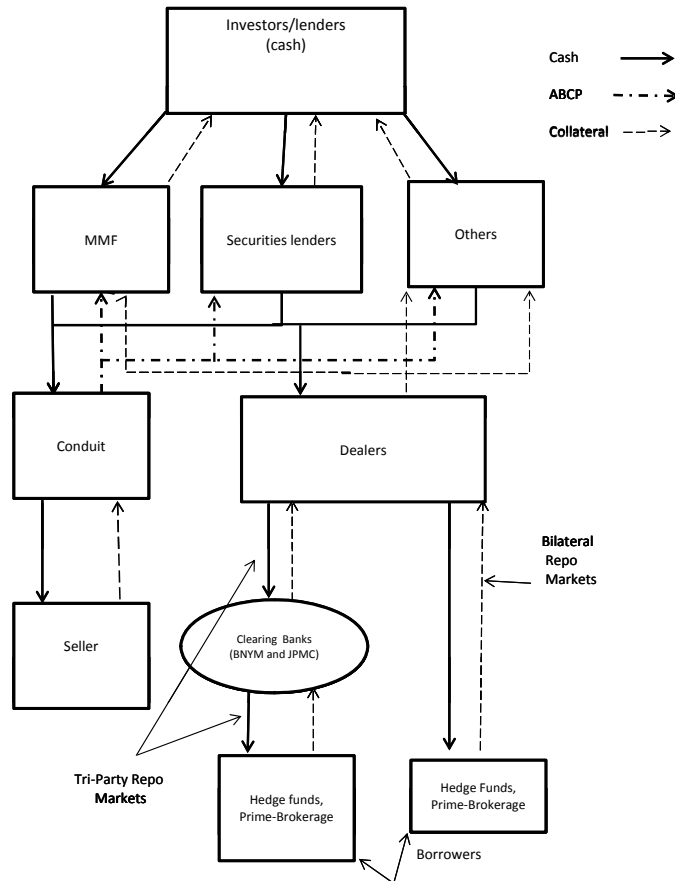 Investors/lenders
(cash)
Cash
ABCP
Collateral
MMF
Securities lenders
Others
Conduit
Dealers
Bilateral
Repo
Markets
Seller
Clearing Banks
(BNYM and JPMC)
Tri-Party Repo
Markets
Hedge funds,
Prime-Brokerage
Hedge Funds,
Prime-Brokerage
Borrowers